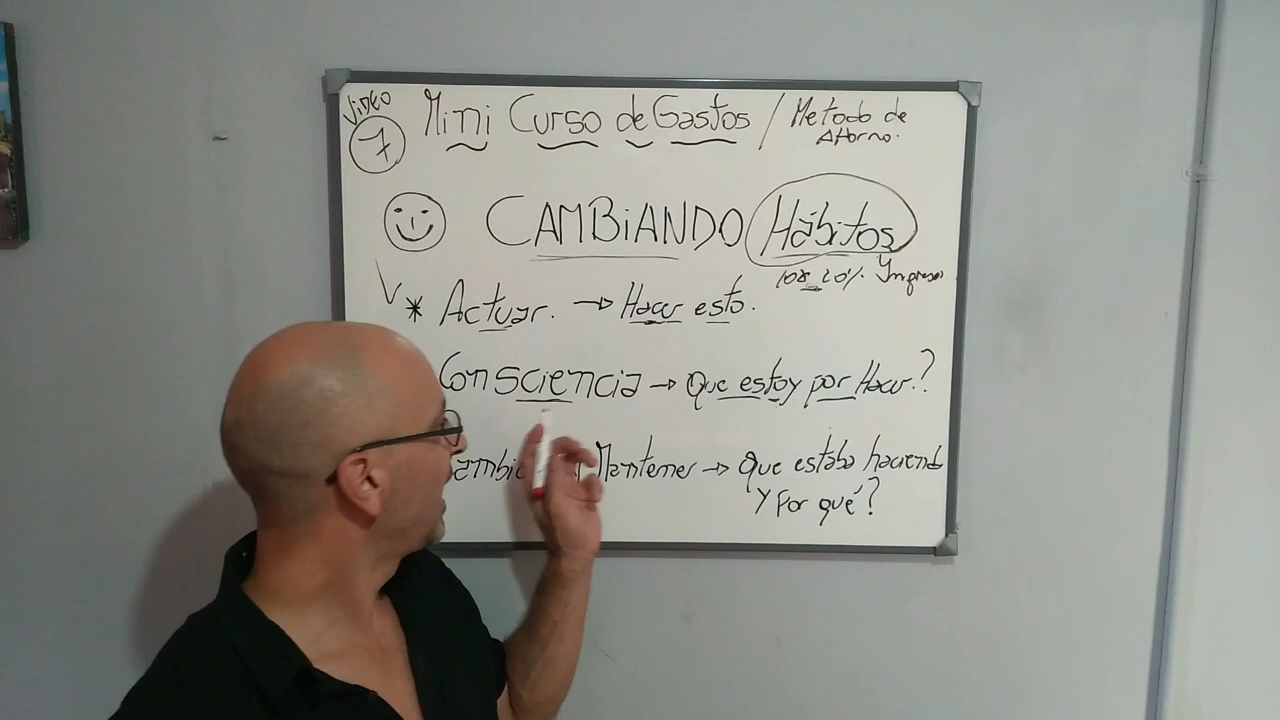 VIDEO
7
Mini Curso de Gastos / Metodo de
Ahorro.
CAMBiANDO Hábitos
10% 20% Y Ingresos
* Actuar. → Hacer esto.
Consciencia → Que estoy por Hacer.?
Mantener → Que estaba haciend
Y Por qué?